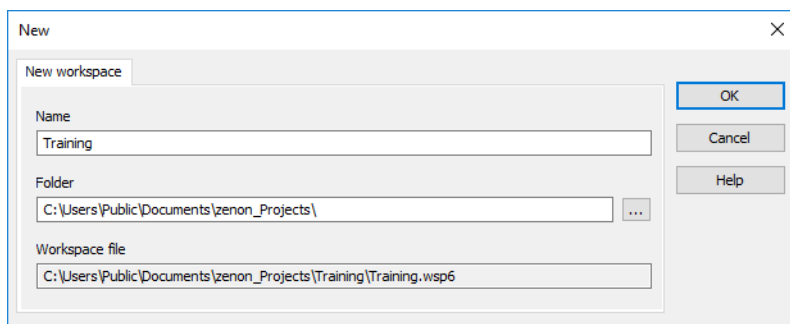 New
New workspace
OK
Name
Training
Cancel
Folder
Help
C:\Users\Public\Documents\zenon_Projects\
...
Workspace file
C:\Users\Public\Documents\zenon_Projects\Training\Training.wsp6